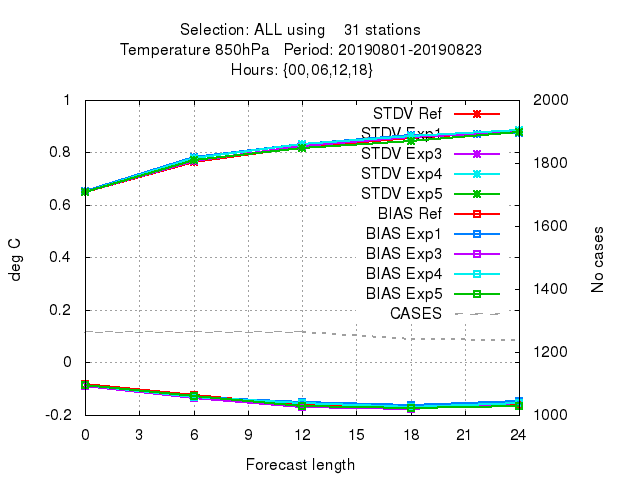 Selection: ALL using 31 stations
Temperature 850hPa Period: 20190801-20190823
Hours: {00,06,12,18}
1
0.8
0.6
0.4
0.2
0
-0.2
deg C
STDV Ref
STDV Exp1
STDV Exp3
STDV Exp4
STDV Exp5
BIAS Ref
BIAS Exp1
BIAS Exp3
BIAS Exp4
BIAS Exp5
CASES
2000
1800
1600
1400
1200
1000
No cases
0 3 6 9 12 15 18 21 24
Forecast length